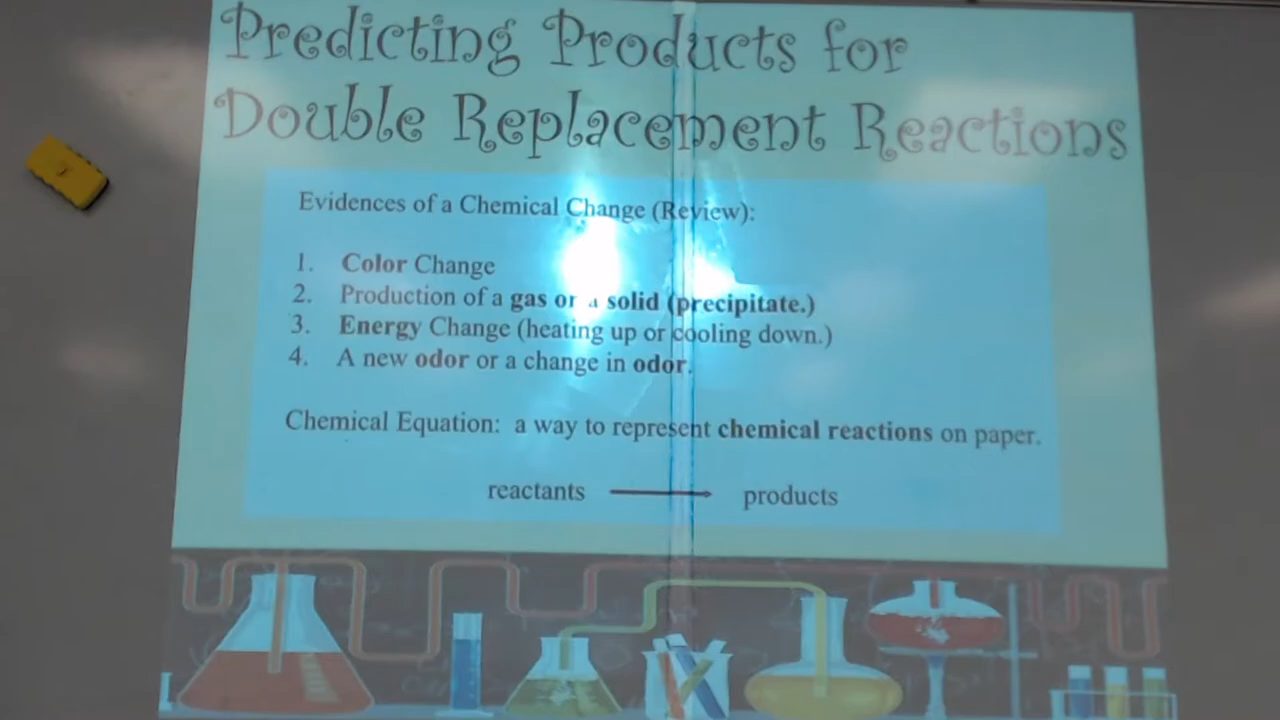 Predicting Products for
Double Replacement Reactions
Evidences of a Chemical Change (Review):
1. Color Change
2. Production of a gas or a solid (precipitate.)
3. Energy Change (heating up or cooling down.)
4. A new odor or a change in odor.
Chemical Equation: a way to represent chemical reactions on paper.
reactants products